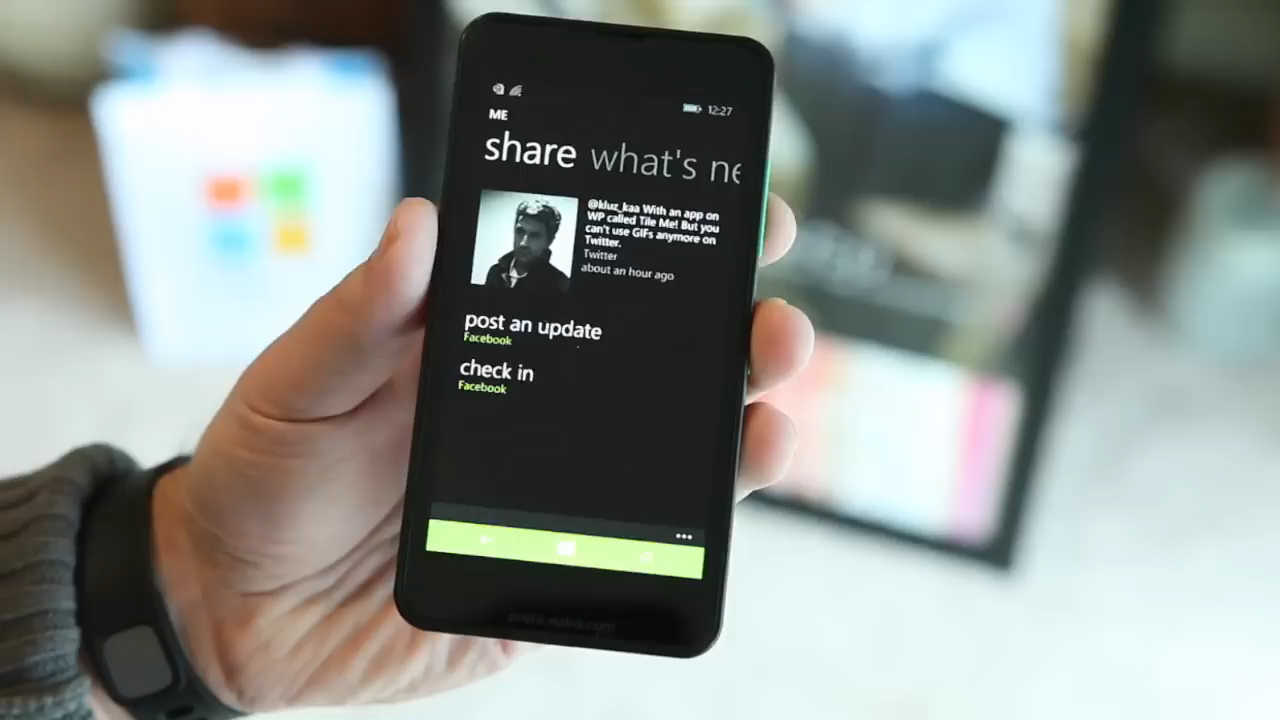 12:27
ME
share what's ne
@kluz_kaa With an app on
WP called Tile Me! But you
can't use GIFs anymore on
Twitter.
Twitter
about an hour ago
post an update
Facebook
check in
Facebook